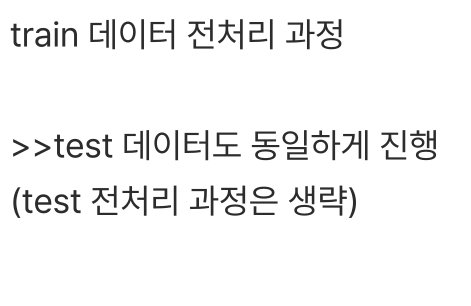 train 데이터 전처리 과정
>>test 데이터도 동일하게 진행
(test 전처리 과정은 생략)